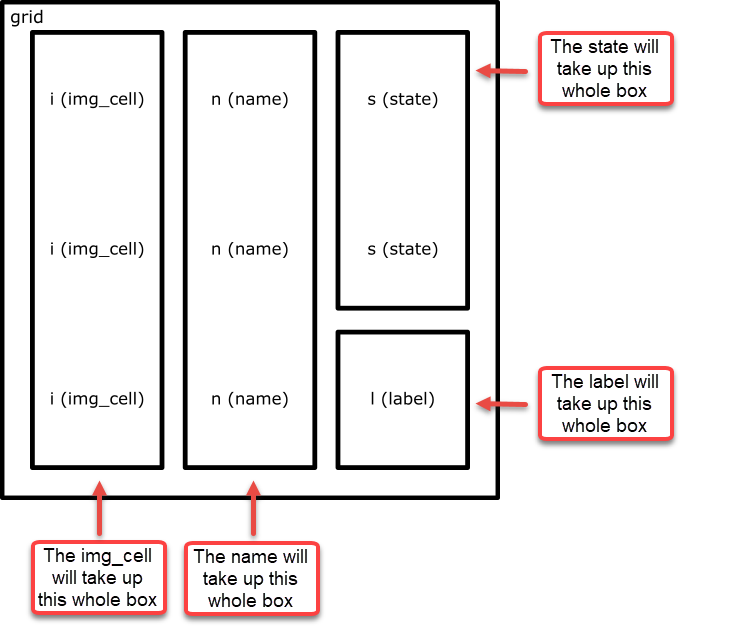 grid
i (img_cell)
n (name)
s (state)
i (img_cell)
n (name)
s (state)
i (img_cell)
n (name)
l (label)
The state will
take up this
whole box
The label will
take up this
whole box
The img_cell
will take up
this whole box
The name will
take up this
whole box